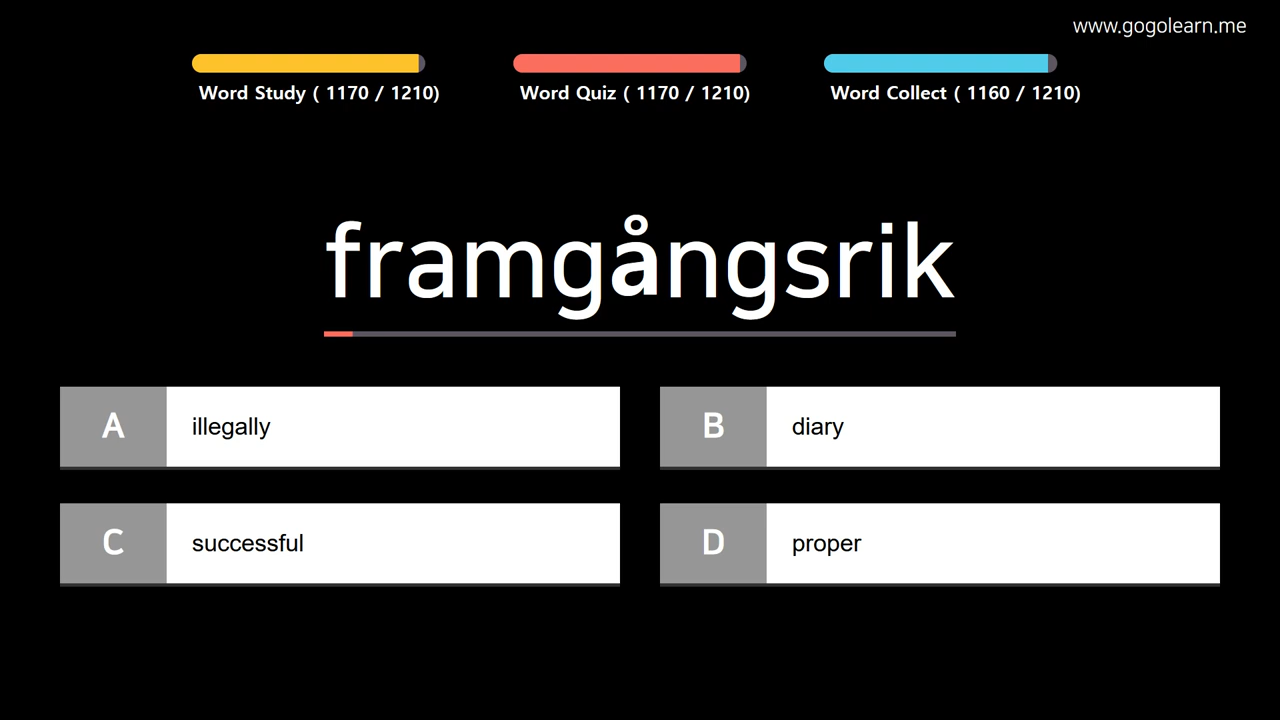 www.gogolearn.me
Word Study ( 1170 / 1210)
Word Quiz ( 1170 / 1210)
Word Collect ( 1160 / 1210)
framgångsrik
A
illegally
B
diary
C
successful
D
proper